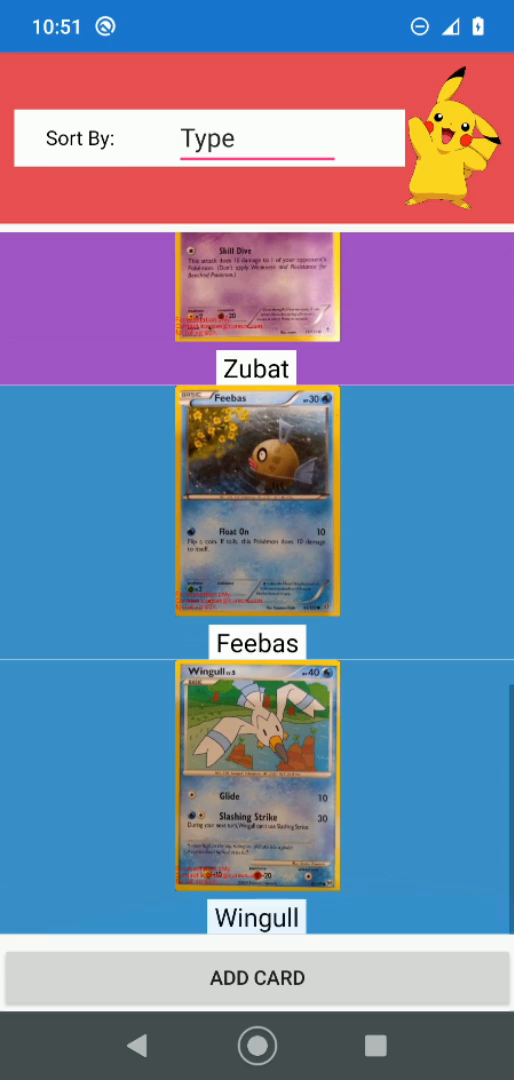 10:51
Sort By: Type
Skill Dive
This attack does 10 damage to 1 of your opponent's
Pokémon. (Don't apply Weakness and Resistance for
Benched Pokémon.)
Zubat
BASIC Feebas HP30
Float On 10
Flip a coin. If tails, this Pokémon does 10 damage
to itself.
Feebas
Wingull HP40
BASIC
Glide 10
Slashing Strike 30
During your next turn, Wingull can't use Slashing Strike.
Wingull
ADD CARD